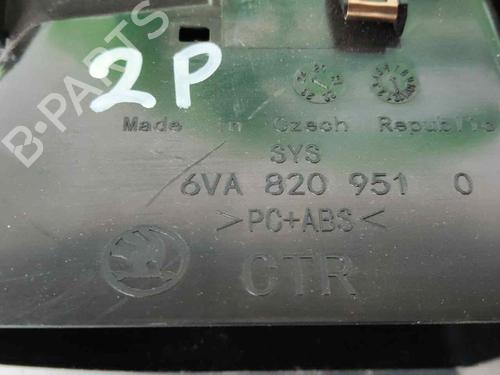 B-PARTS
2P
Made in Czech Republic
SYS
6VA 820 951 0
>PC+ABS<
CTR